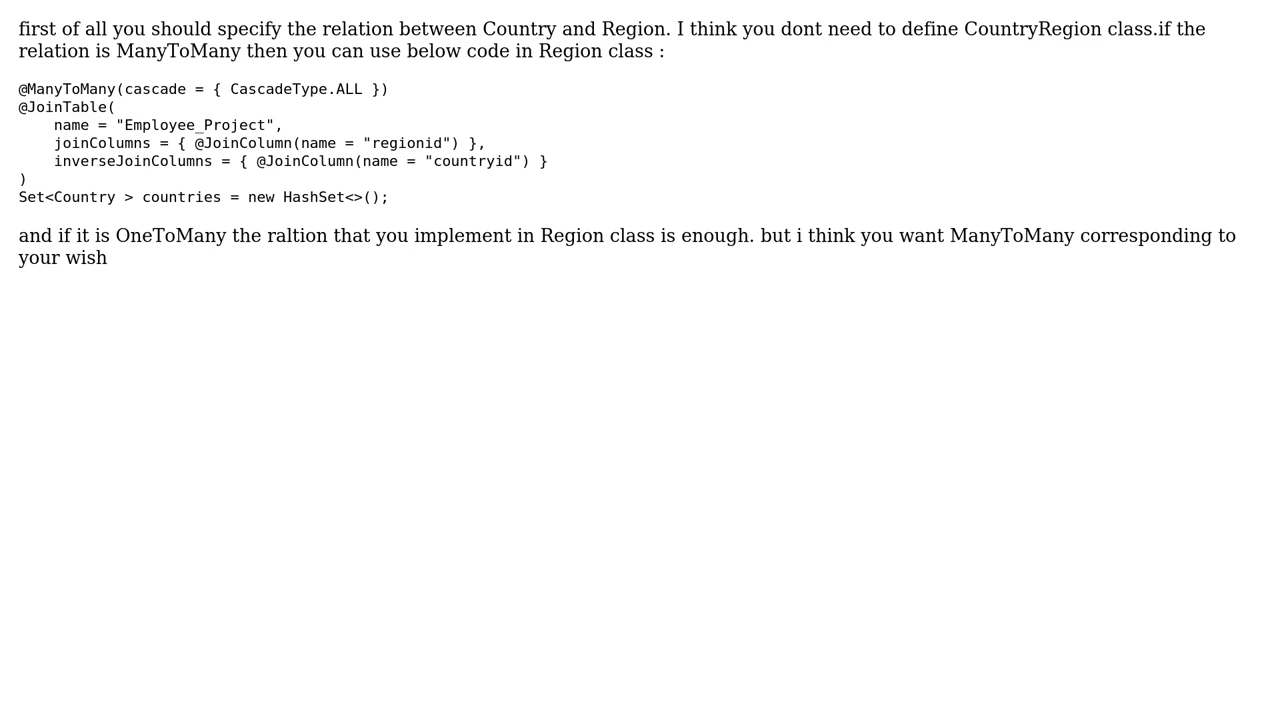 first of all you should specify the relation between Country and Region. I think you dont need to define CountryRegion class.if the
relation is ManyToMany then you can use below code in Region class :
@ManyToMany(cascade = { CascadeType.ALL })
@JoinTable(
    name = "Employee_Project",
    joinColumns = { @JoinColumn(name = "regionid") },
    inverseJoinColumns = { @JoinColumn(name = "countryid") }
)
Set<Country > countries = new HashSet<>();
and if it is OneToMany the raltion that you implement in Region class is enough. but i think you want ManyToMany corresponding to
your wish